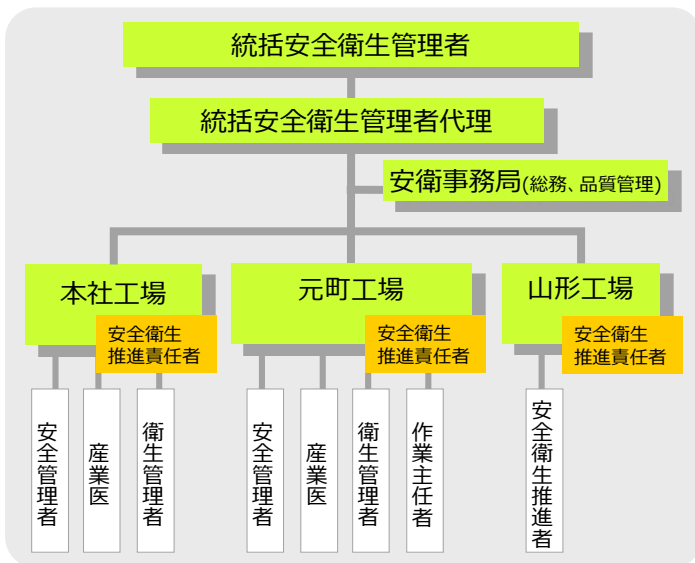 統括安全衛生管理者
統括安全衛生管理者代理
安衛事務局(総務、品質管理)
本社工場
安全衛生
推進責任者
元町工場
安全衛生
推進責任者
山形工場
安全衛生
推進責任者
安全管理者
産業医
衛生管理者
安全管理者
産業医
衛生管理者
作業主任者
安全衛生推進者